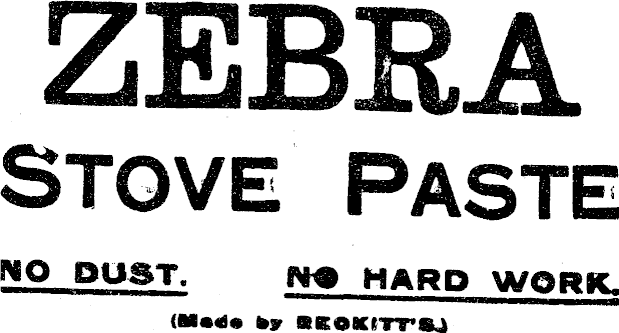 ZEBRA
STOVE PASTE
NO DUST. NO HARD WORK.
(Made by RECKITT'S.)